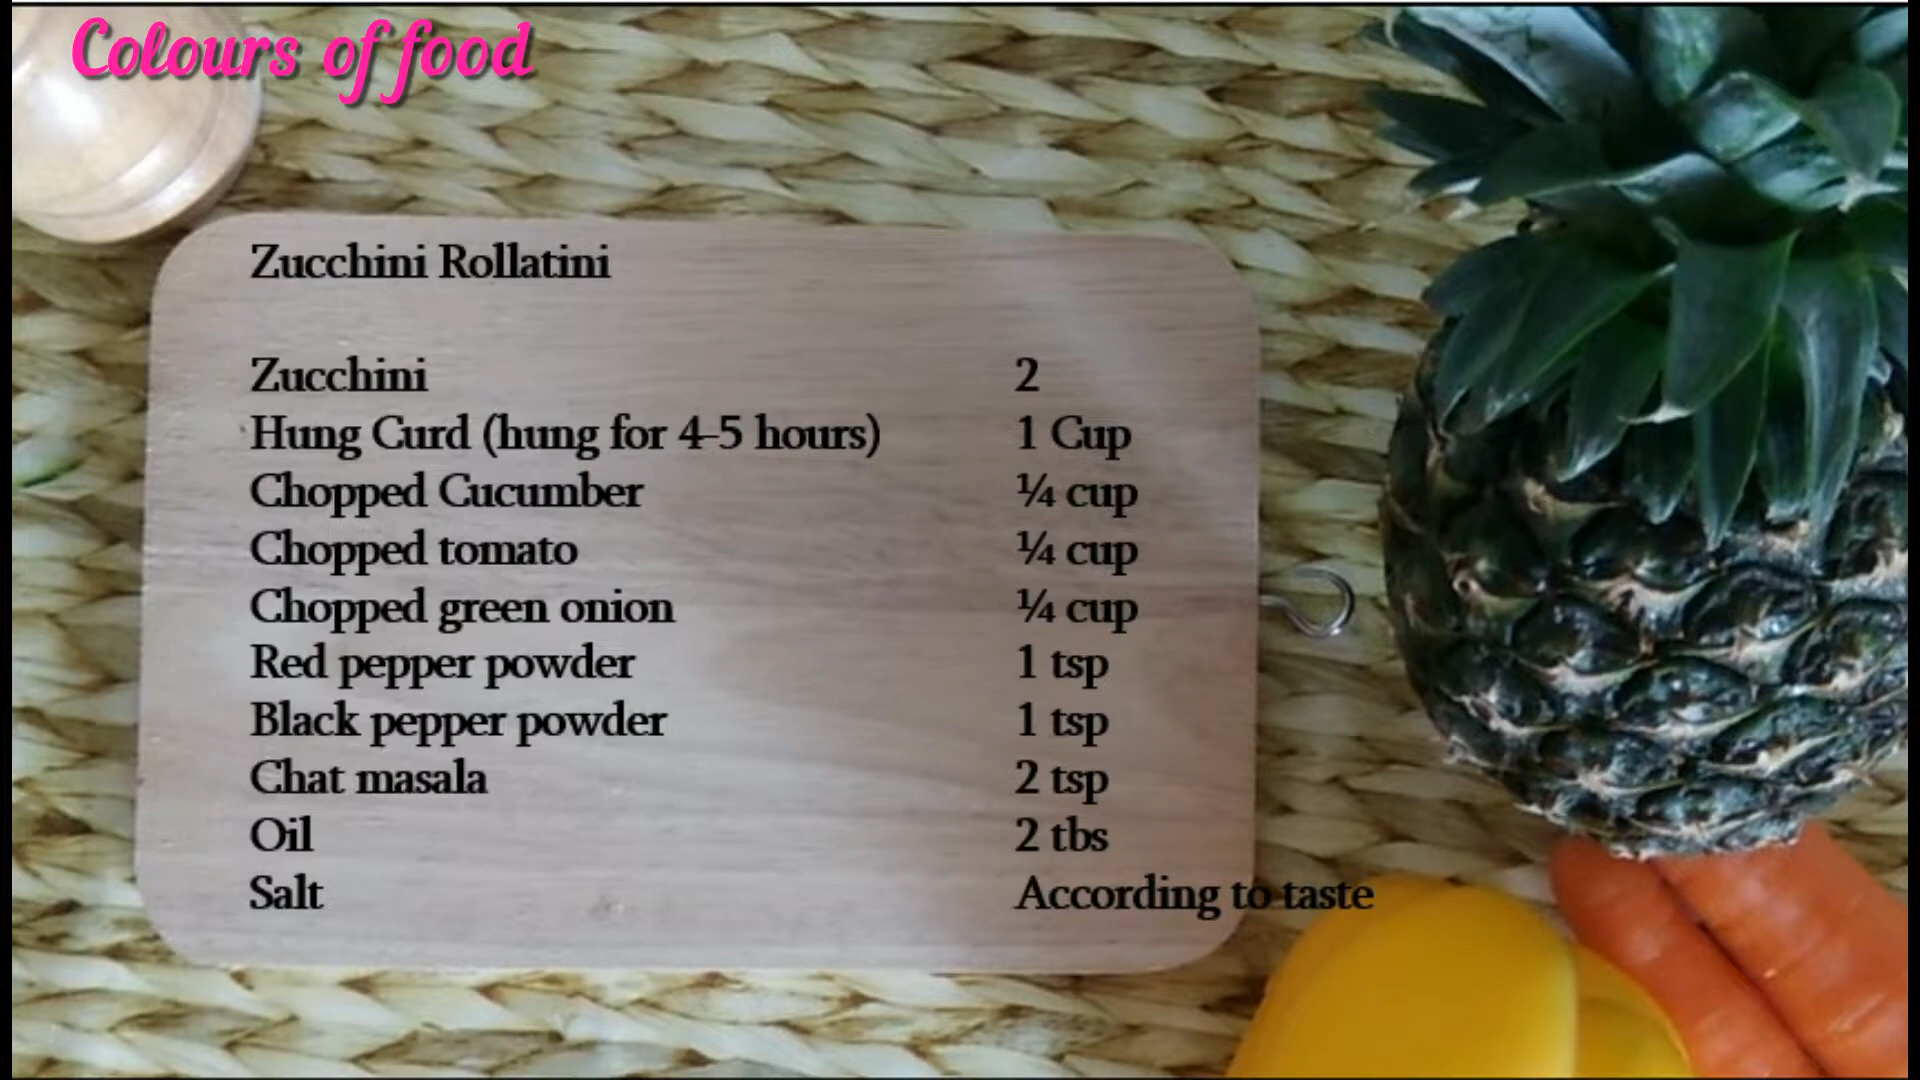 Colours of food
Zucchini Rollatini
Zucchini 2
Hung Curd (hung for 4-5 hours) 1 Cup
Chopped Cucumber ¼ cup
Chopped tomato ¼ cup
Chopped green onion ¼ cup
Red pepper powder 1 tsp
Black pepper powder 1 tsp
Chat masala 2 tsp
Oil 2 tbs
Salt According to taste